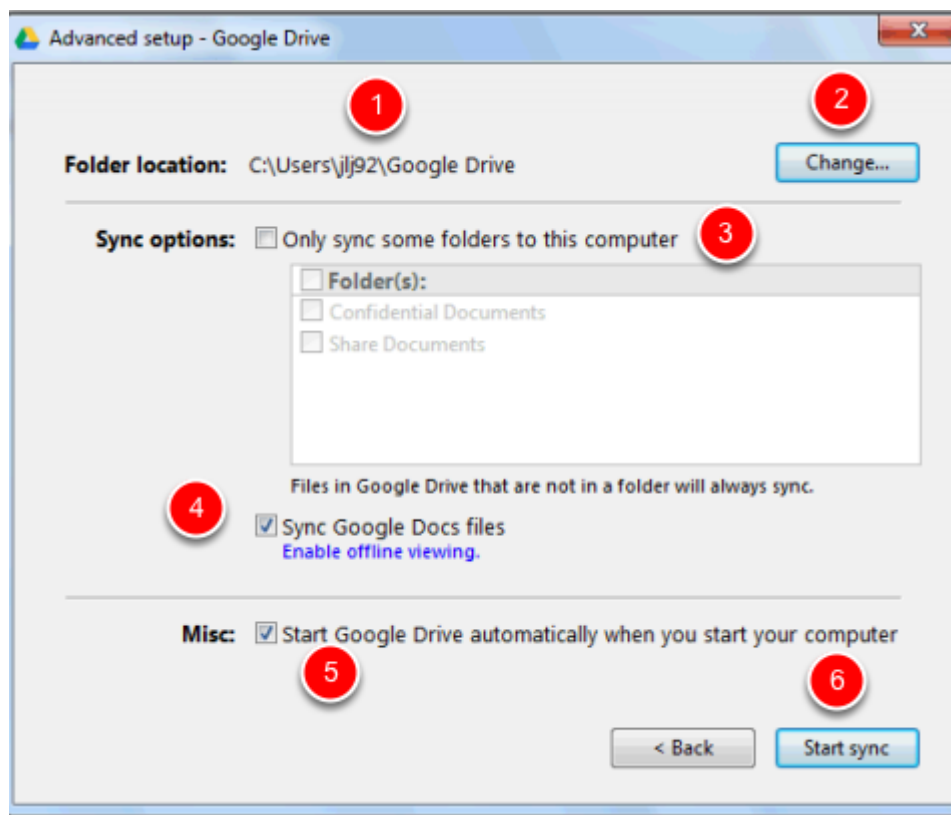 Advanced setup - Google Drive
1
2
Folder location: C:\Users\jlj92\Google Drive Change...
Sync options: Only sync some folders to this computer 3
Folder(s):
Confidential Documents
Share Documents
Files in Google Drive that are not in a folder will always sync.
4
Sync Google Docs files
Enable offline viewing.
Misc: Start Google Drive automatically when you start your computer
5
6
< Back Start sync